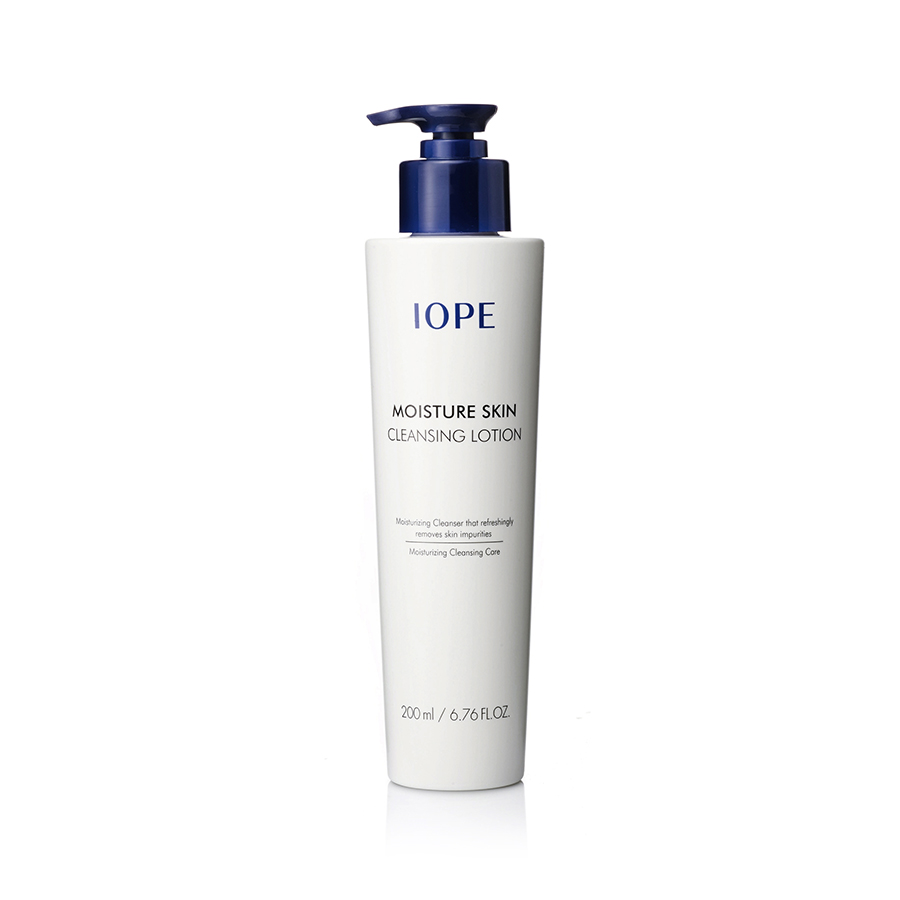 IOPE
MOISTURE SKIN
CLEANSING LOTION
Moisturizing Cleanser that refreshingly
removes skin impurities
Moisturizing Cleansing Care
200 ml / 6.76 FL.OZ.